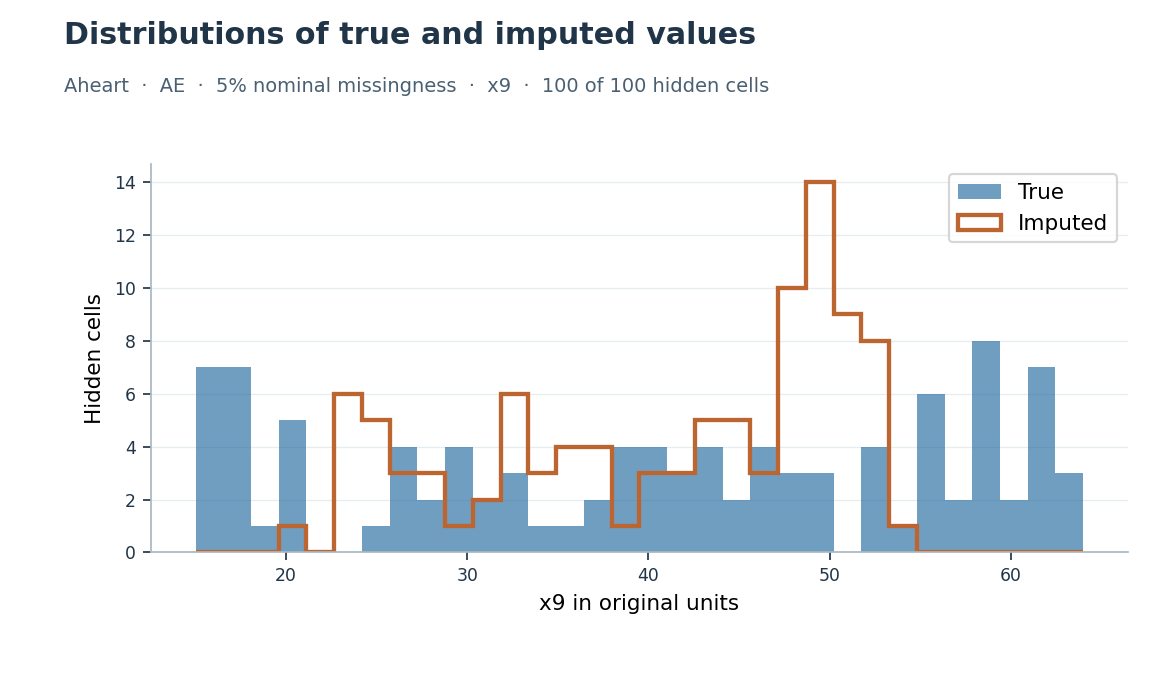 Distributions of true and imputed values
Aheart · AE · 5% nominal missingness · x9 · 100 of 100 hidden cells
14
12
10
8
6
4
2
0
Hidden cells
True
Imputed
20 30 40 50 60
x9 in original units